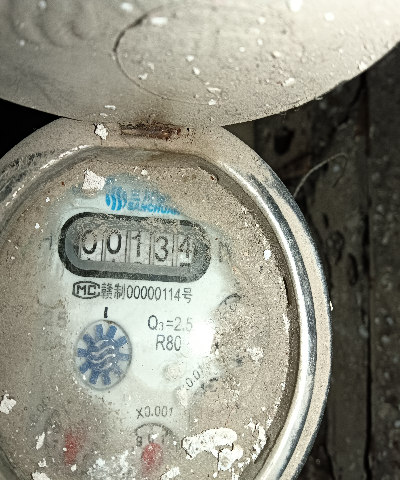 SANCHUAN
00134
MC 赣制00000114号
Q₃=2.5
R80
X0.001